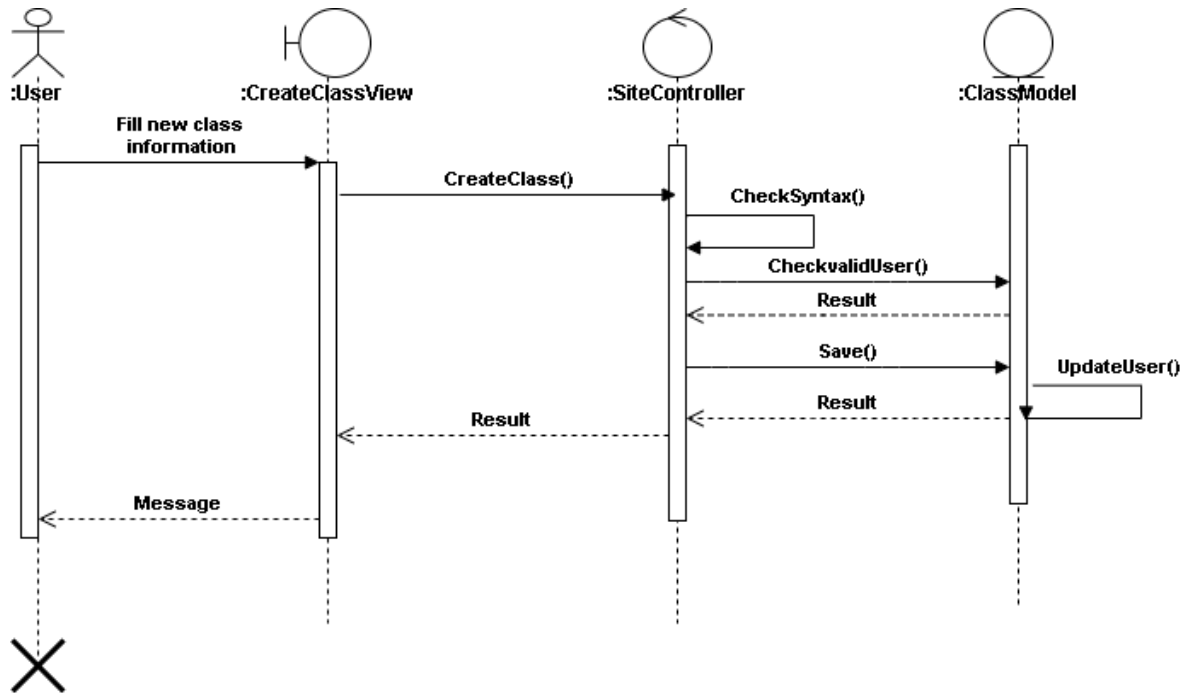 :User
:CreateClassView
:SiteController
:ClassModel
Fill new class
information
CreateClass()
CheckSyntax()
CheckvalidUser()
Result
Save()
UpdateUser()
Result
Result
Message